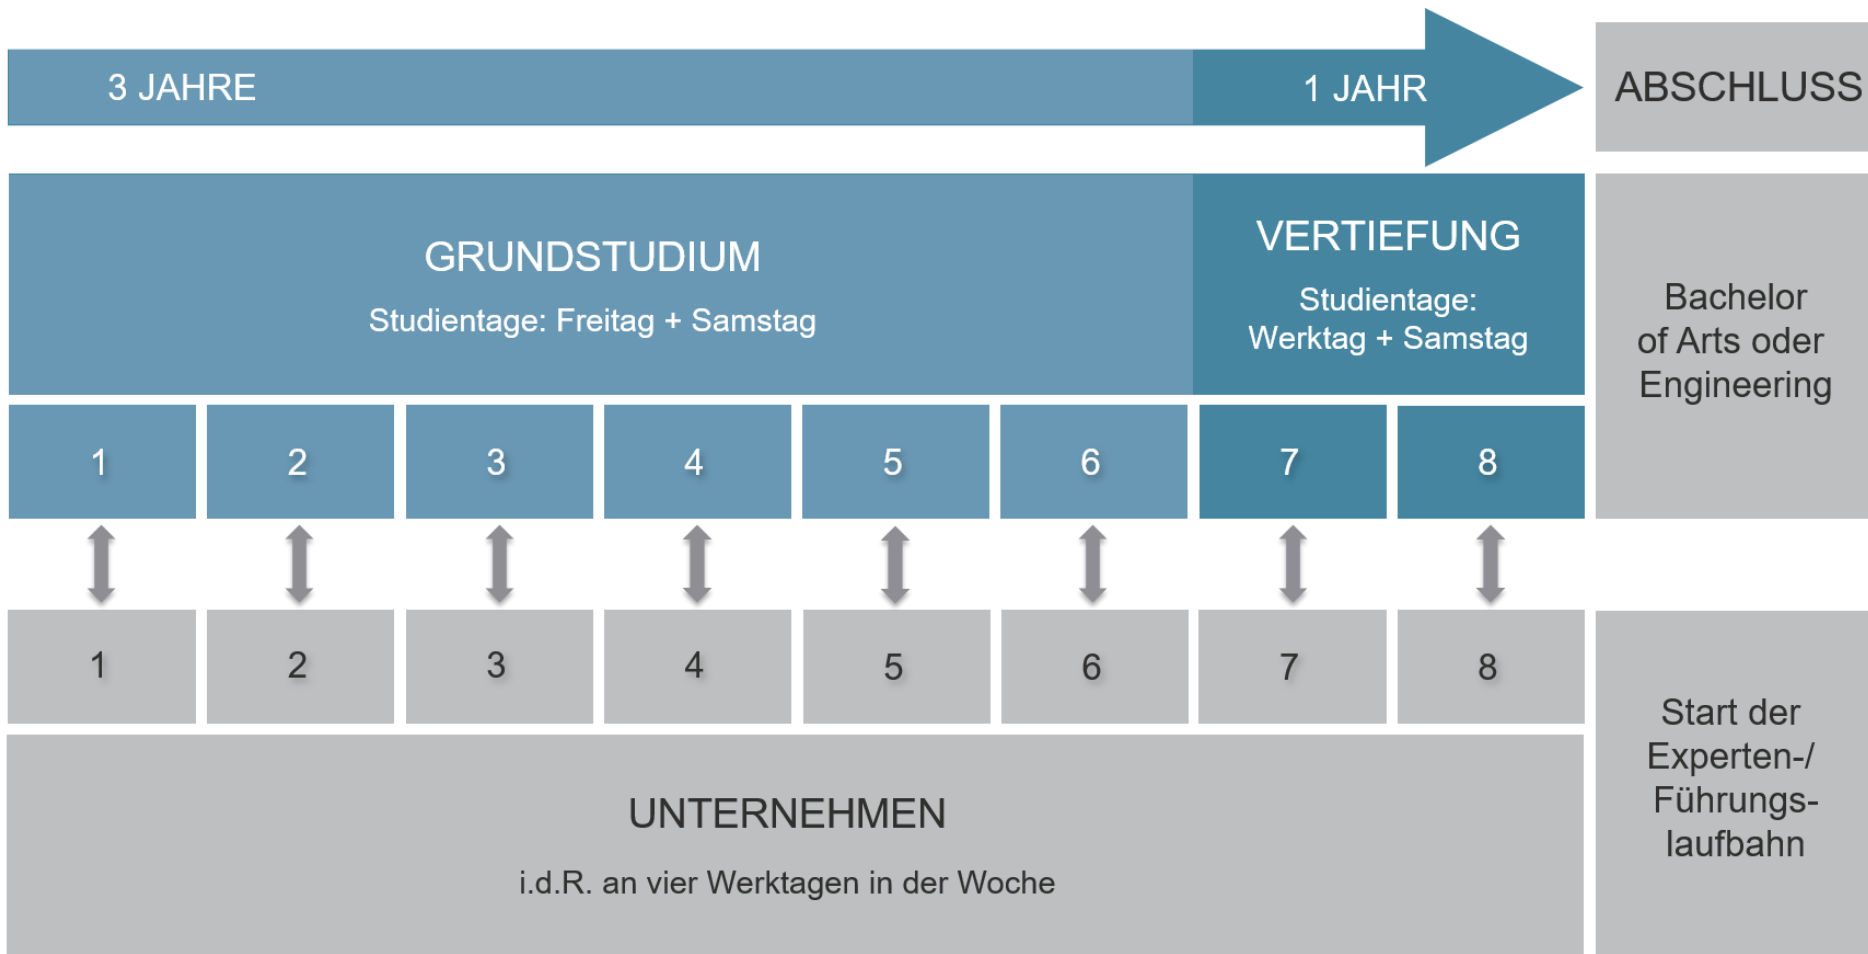 3 JAHRE
1 JAHR
ABSCHLUSS
GRUNDSTUDIUM
Studientage: Freitag + Samstag
VERTIEFUNG
Studientage:
Werktag + Samstag
Bachelor
of Arts oder
Engineering
1
2
3
4
5
6
7
8
1
2
3
4
5
6
7
8
UNTERNEHMEN
i.d.R. an vier Werktagen in der Woche
Start der
Experten-/
Führungs-
laufbahn